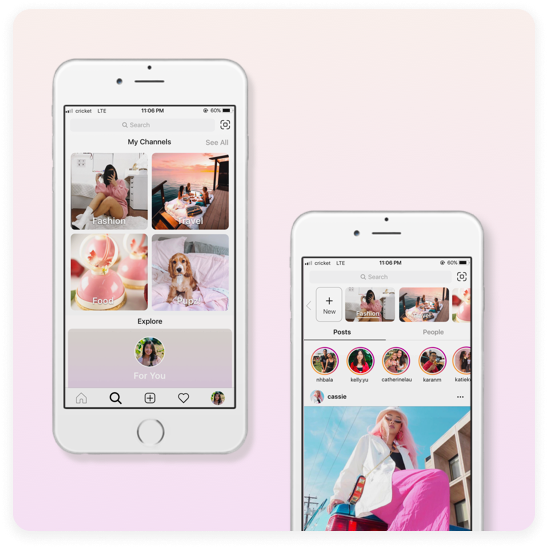 cricket LTE 11:06 PM 60%
Search
My Channels See All
Fashion Travel
Food Pups
Explore
For You
cricket LTE 11:06 PM 60%
Search
New Fashion
Posts People
nhbala kelly.yu catherinelau karanm
cassie